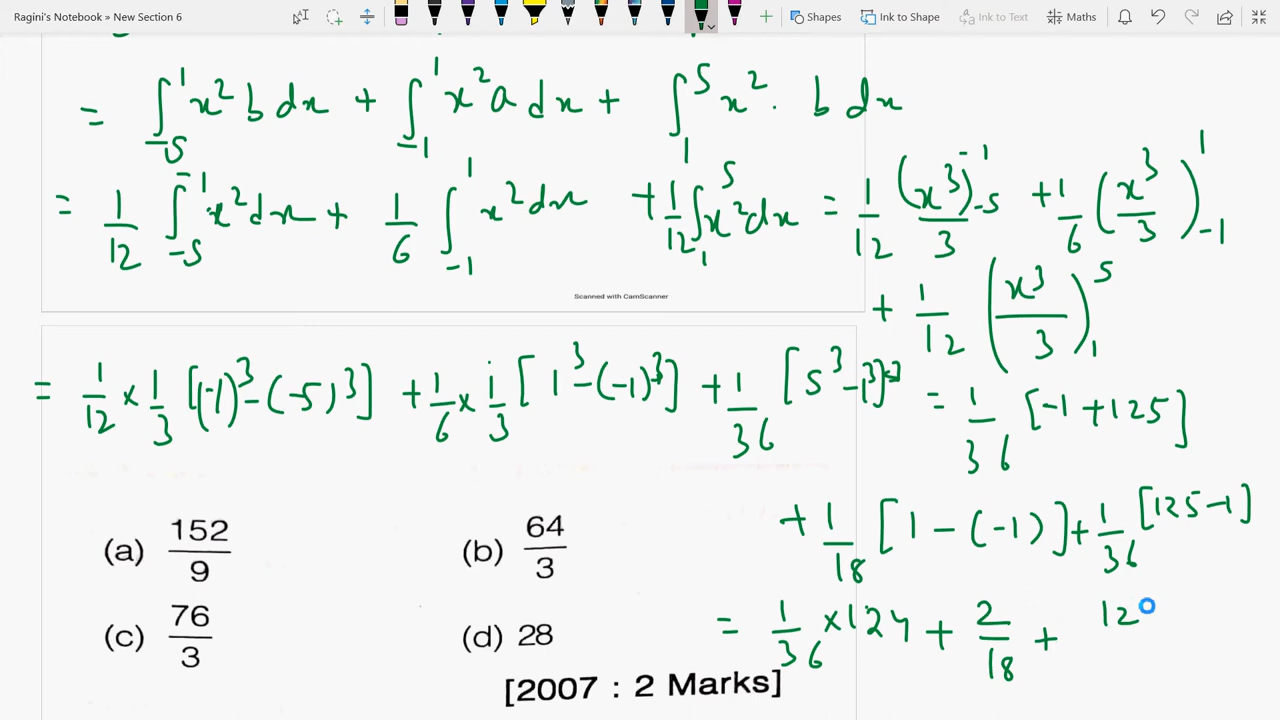 Ragini's Notebook » New Section 6
Shapes Ink to Shape Ink to Text Maths
= ∫_{-5}^{1} x² b dx + ∫_{-1}^{1} x² a dx + ∫_{1}^{5} x². b dx
= 1/12 ∫_{-5}^{-1} x² dx + 1/6 ∫_{-1}^{1} x² dx + 1/12 ∫_{1}^{5} x² dx = 1/12 (x³/3)_{-5}^{-1} + 1/6 (x³/3)_{-1}^{1}
+ 1/12 (x³/3)_{1}^{5}
Scanned with CamScanner
= 1/12 × 1/3 [(-1)³ - (-5)³] + 1/6 × 1/3 [1³ - (-1)³] + 1/36 [5³ - 1³]
= 1/36 [-1 + 125]
+ 1/18 [1 - (-1)] + 1/36 [125 - 1]
= 1/36 × 124 + 2/18 + 12
(a) 152/9 (b) 64/3
(c) 76/3 (d) 28
[2007 : 2 Marks]